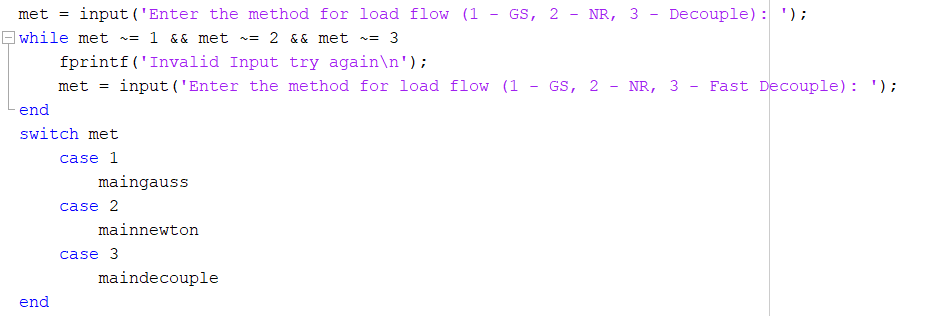 met = input('Enter the method for load flow (1 - GS, 2 - NR, 3 - Decouple): ');
while met ~= 1 && met ~= 2 && met ~= 3
fprintf('Invalid Input try again\n');
met = input('Enter the method for load flow (1 - GS, 2 - NR, 3 - Fast Decouple): ');
end
switch met
case 1
maingauss
case 2
mainnewton
case 3
maindecouple
end